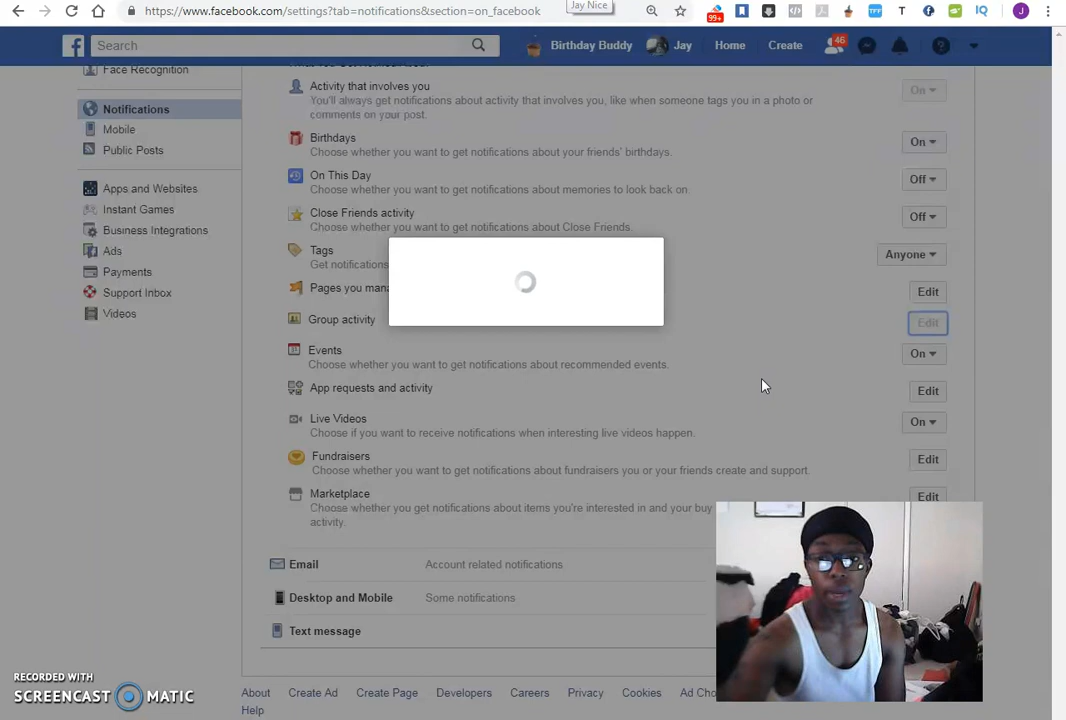 Jay Nice
https://www.facebook.com/settings?tab=notifications&section=on_facebook
99+
TFF
T
IQ
J
Search
Birthday Buddy
Jay
Home
Create
46
Face Recognition
Notifications
Mobile
Public Posts
Apps and Websites
Instant Games
Business Integrations
Ads
Payments
Support Inbox
Videos
Activity that involves you
You'll always get notifications about activity that involves you, like when someone tags you in a photo or
comments on your post.
On
Birthdays
Choose whether you want to get notifications about your friends' birthdays.
On
On This Day
Choose whether you want to get notifications about memories to look back on.
Off
Close Friends activity
Choose whether you want to get notifications about Close Friends.
Off
Tags
Get notifications
Anyone
Pages you
Edit
Group activity
Edit
Events
Choose whether you want to get notifications about recommended events.
On
App requests and activity
Edit
Live Videos
Choose if you want to receive notifications when interesting live videos happen.
On
Fundraisers
Choose whether you want to get notifications about fundraisers you or your friends create and support.
Edit
Marketplace
Choose whether you get notifications about items you're interested in and your buy
activity.
Edit
Email
Account related notifications
Desktop and Mobile
Some notifications
Text message
About
Create Ad
Create Page
Developers
Careers
Privacy
Cookies
Ad
Help
RECORDED WITH
SCREENCAST MATIC